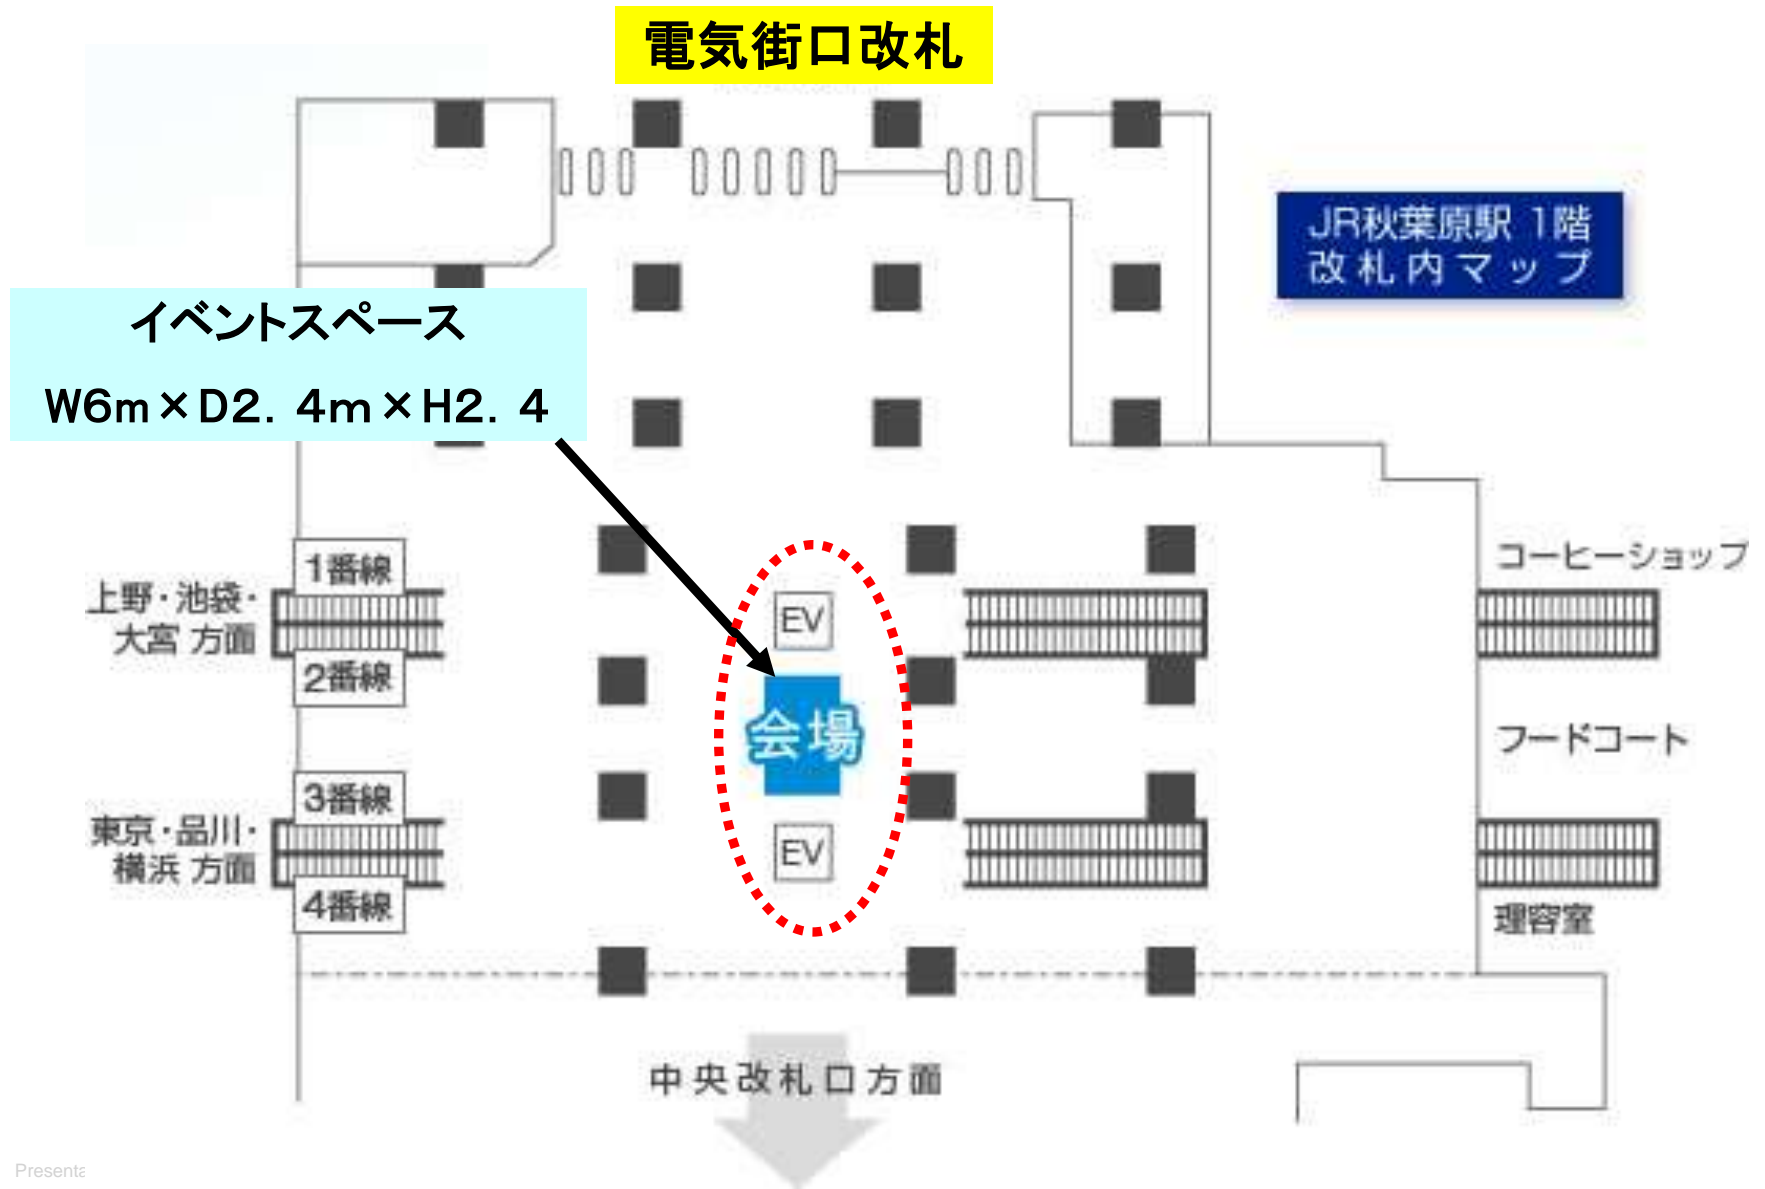 電気街口改札
JR秋葉原駅 1階
改札内マップ
イベントスペース
W6m×D2．4ｍ×H2．4
1番線
上野・池袋・
大宮 方面
2番線
EV
会場
コーヒーショップ
フードコート
3番線
東京・品川・
横浜 方面
4番線
EV
理容室
中央改札口方面
Presenta